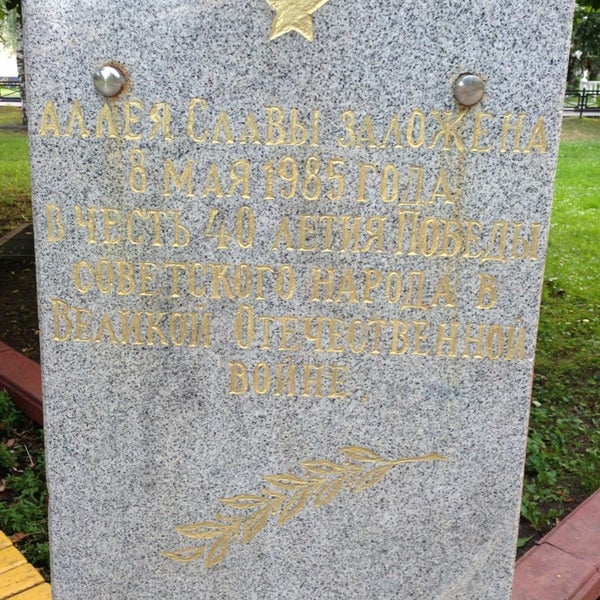 Аллея Славы заложена
8 мая 1985 года
в честь 40 летия Победы
советского народа в
Великой Отечественной
войне.